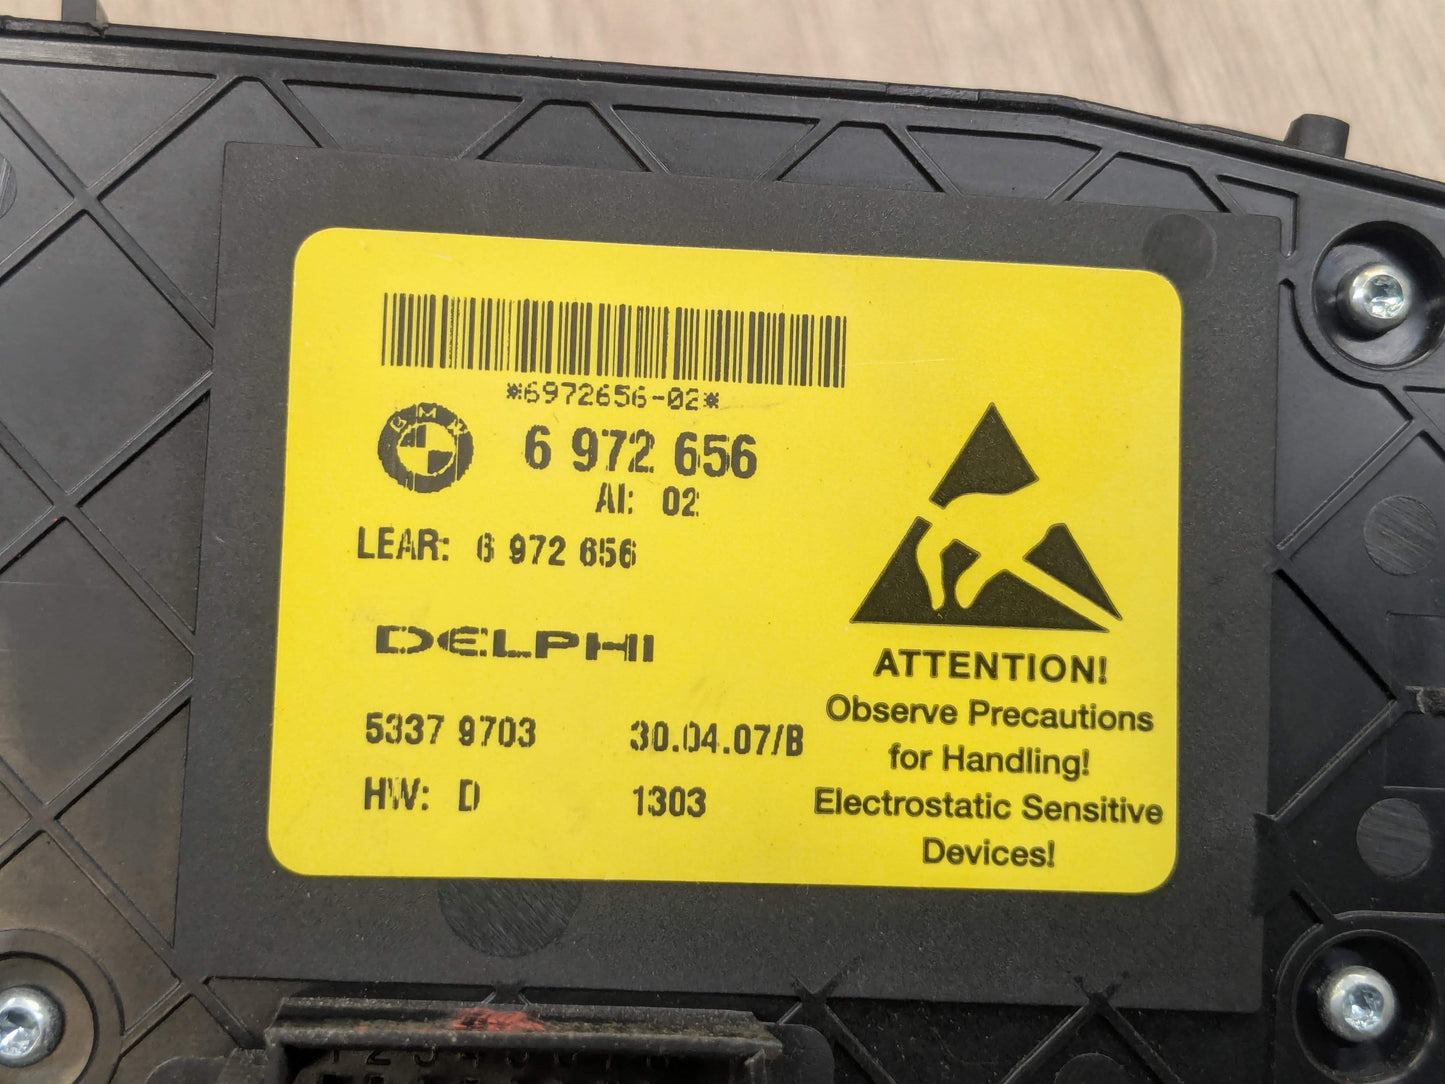 *6972656-02*
BMW
6 972 656
AI: 02
LEAR: 6 972 656
DELPHI
5337 9703 30.04.07/B
HW: D 1303
ATTENTION!
Observe Precautions
for Handling!
Electrostatic Sensitive
Devices!